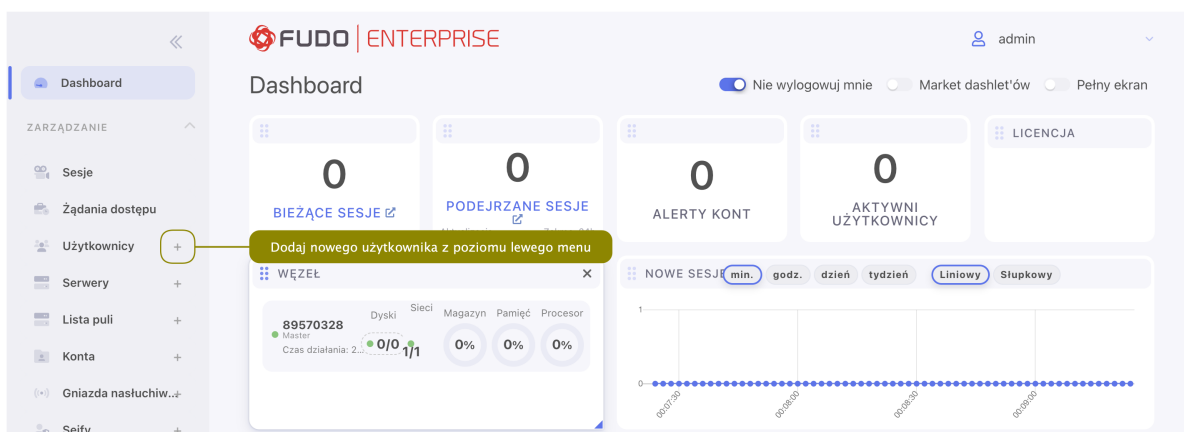 FUDO ENTERPRISE
admin
Dashboard
ZARZĄDZANIE
Sesje
Żądania dostępu
Użytkownicy +
Serwery +
Lista puli +
Konta +
Gniazda nasłuchiw...+
Sejfy +
Dashboard
Nie wylogowuj mnie
Market dashlet'ów
Pełny ekran
0
BIEŻĄCE SESJE
0
PODEJRZANE SESJE
0
ALERTY KONT
0
AKTYWNI
UŻYTKOWNICY
LICENCJA
Dodaj nowego użytkownika z poziomu lewego menu
WĘZEŁ
89570328
Master
Czas działania: 2...
Dyski
0/0
Sieci
1/1
Magazyn
0%
Pamięć
0%
Procesor
0%
NOWE SESJE
min.
godz.
dzień
tydzień
Liniowy
Słupkowy
1
0
00:07:30
00:08:00
00:08:30
00:09:00